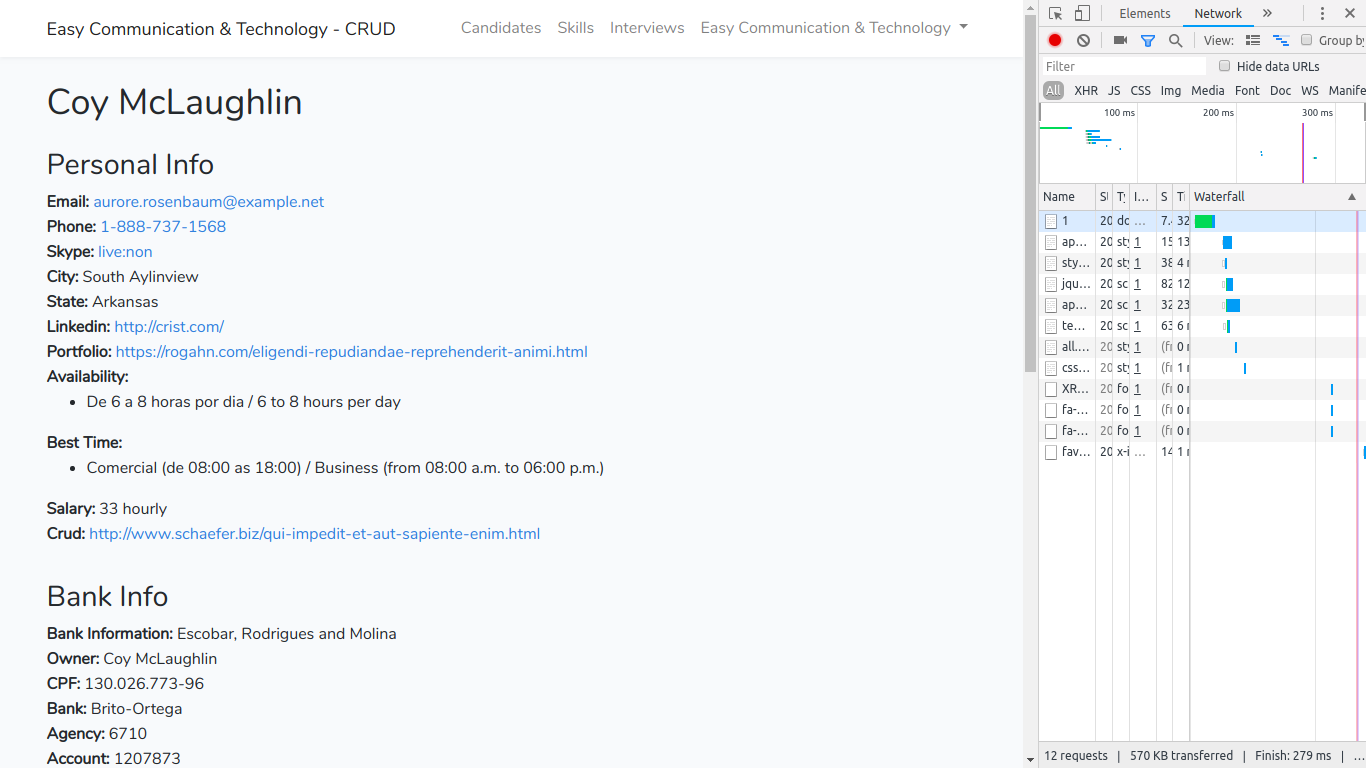 Easy Communication & Technology - CRUD
Candidates Skills Interviews Easy Communication & Technology
Coy McLaughlin
Personal Info
Email: aurore.rosenbaum@example.net
Phone: 1-888-737-1568
Skype: live:non
City: South Aylinview
State: Arkansas
Linkedin: http://crist.com/
Portfolio: https://rogahn.com/eligendi-repudiandae-reprehenderit-animi.html
Availability:
• De 6 a 8 horas por dia / 6 to 8 hours per day
Best Time:
• Comercial (de 08:00 as 18:00) / Business (from 08:00 a.m. to 06:00 p.m.)
Salary: 33 hourly
Crud: http://www.schaefer.biz/qui-impedit-et-aut-sapiente-enim.html
Bank Info
Bank Information: Escobar, Rodrigues and Molina
Owner: Coy McLaughlin
CPF: 130.026.773-96
Bank: Brito-Ortega
Agency: 6710
Account: 1207873
Elements Network »
View: Group by
Filter Hide data URLs
All XHR JS CSS Img Media Font Doc WS Manife
100 ms 200 ms 300 ms
Name I... S Waterfall
1 20 do ... 7. 32
ap... 20 sty 1 15 13
sty... 20 sty 1 38 4
jqu... 20 sc 1 82 12
ap... 20 sc 1 32 23
te... 20 sc 1 63 6
all.... 20 sty 1 (fr 0
css... 20 sty 1 (fr 1
XR... 20 fo 1 (fr 0
fa-... 20 fo 1 (fr 0
fa-... 20 fo 1 (fr 0
fav... 20 x-i ... 14 1
12 requests | 570 KB transferred | Finish: 279 ms | ...